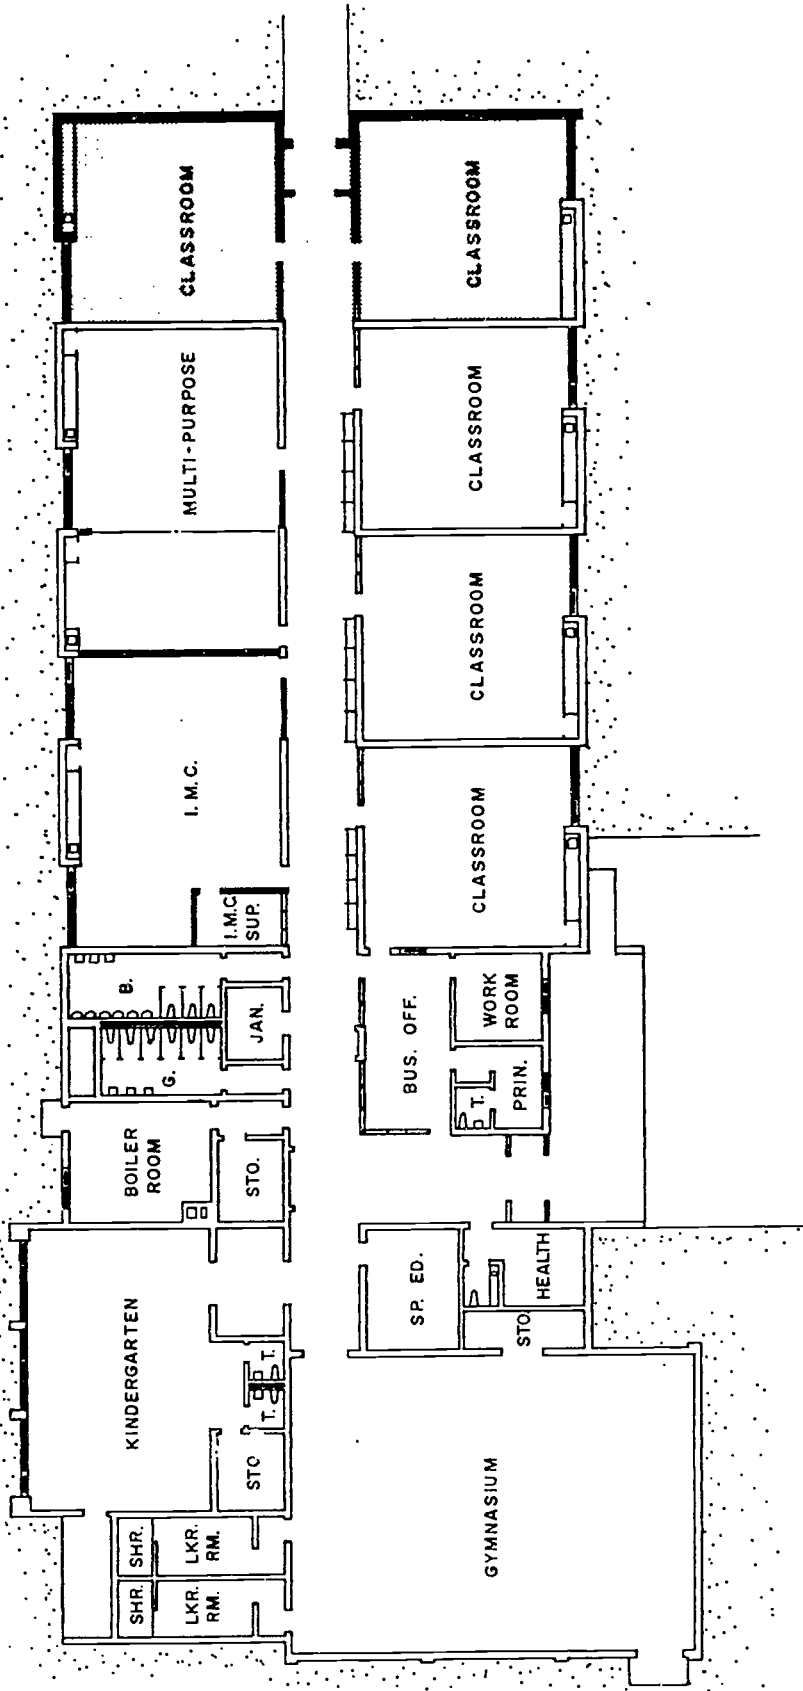 CLASSROOM
CLASSROOM
MULTI-PURPOSE
CLASSROOM
CLASSROOM
I.M.C.
CLASSROOM
I.M.C.
SUP.
B.
JAN.
G.
BUS. OFF.
WORK
ROOM
T.
PRIN.
BOILER
ROOM
STO.
SP. ED.
HEALTH
STO.
KINDERGARTEN
T.
T.
STO
GYMNASIUM
SHR.
LKR.
RM.
SHR.
LKR.
RM.